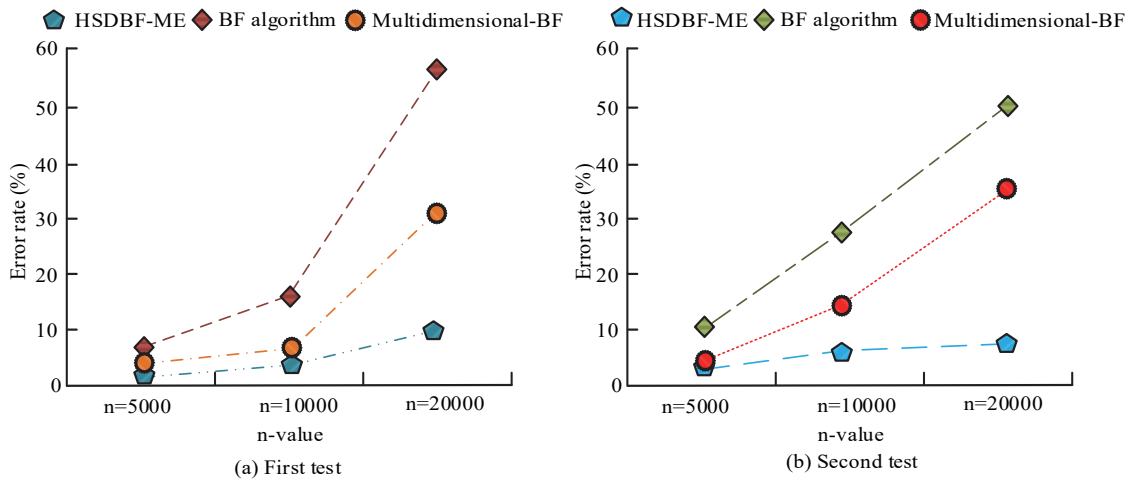 HSDBF-ME BF algorithm Multidimensional-BF
60
50
40
30
20
10
0
Error rate (%)
n=5000 n=10000 n=20000
n-value
(a) First test
HSDBF-ME BF algorithm Multidimensional-BF
60
50
40
30
20
10
0
Error rate (%)
n=5000 n=10000 n=20000
n-value
(b) Second test